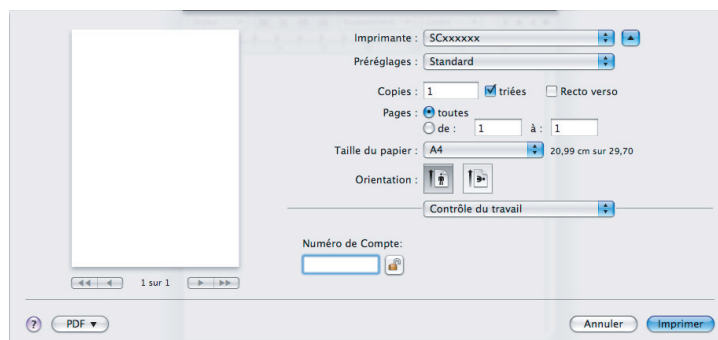 Imprimante : SCxxxxxx
Préréglages : Standard
Copies : 1 triées Recto verso
Pages : toutes
de : 1 à : 1
Taille du papier : A4 20,99 cm sur 29,70
Orientation :
Contrôle du travail
Numéro de Compte:
1 sur 1
? PDF ▼ Annuler Imprimer